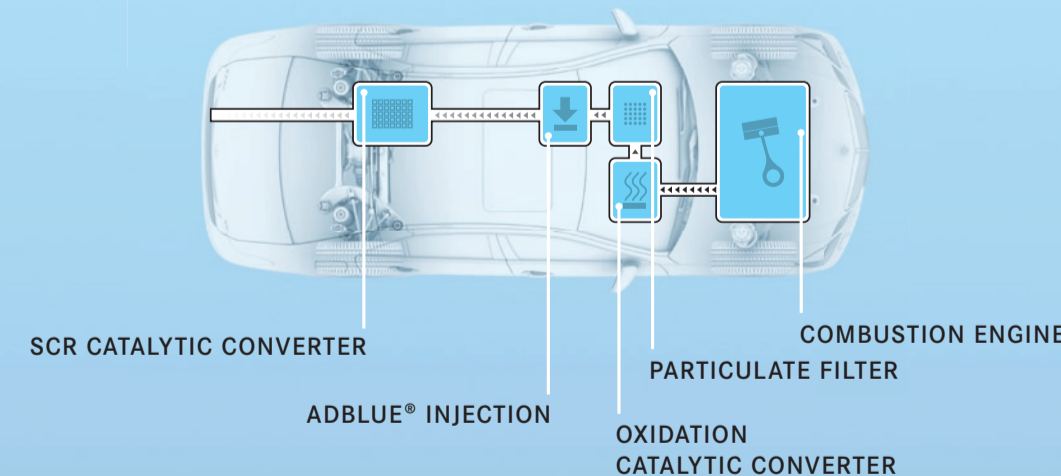 SCR CATALYTIC CONVERTER
ADBLUE® INJECTION
COMBUSTION ENGINE
PARTICULATE FILTER
OXIDATION
CATALYTIC CONVERTER